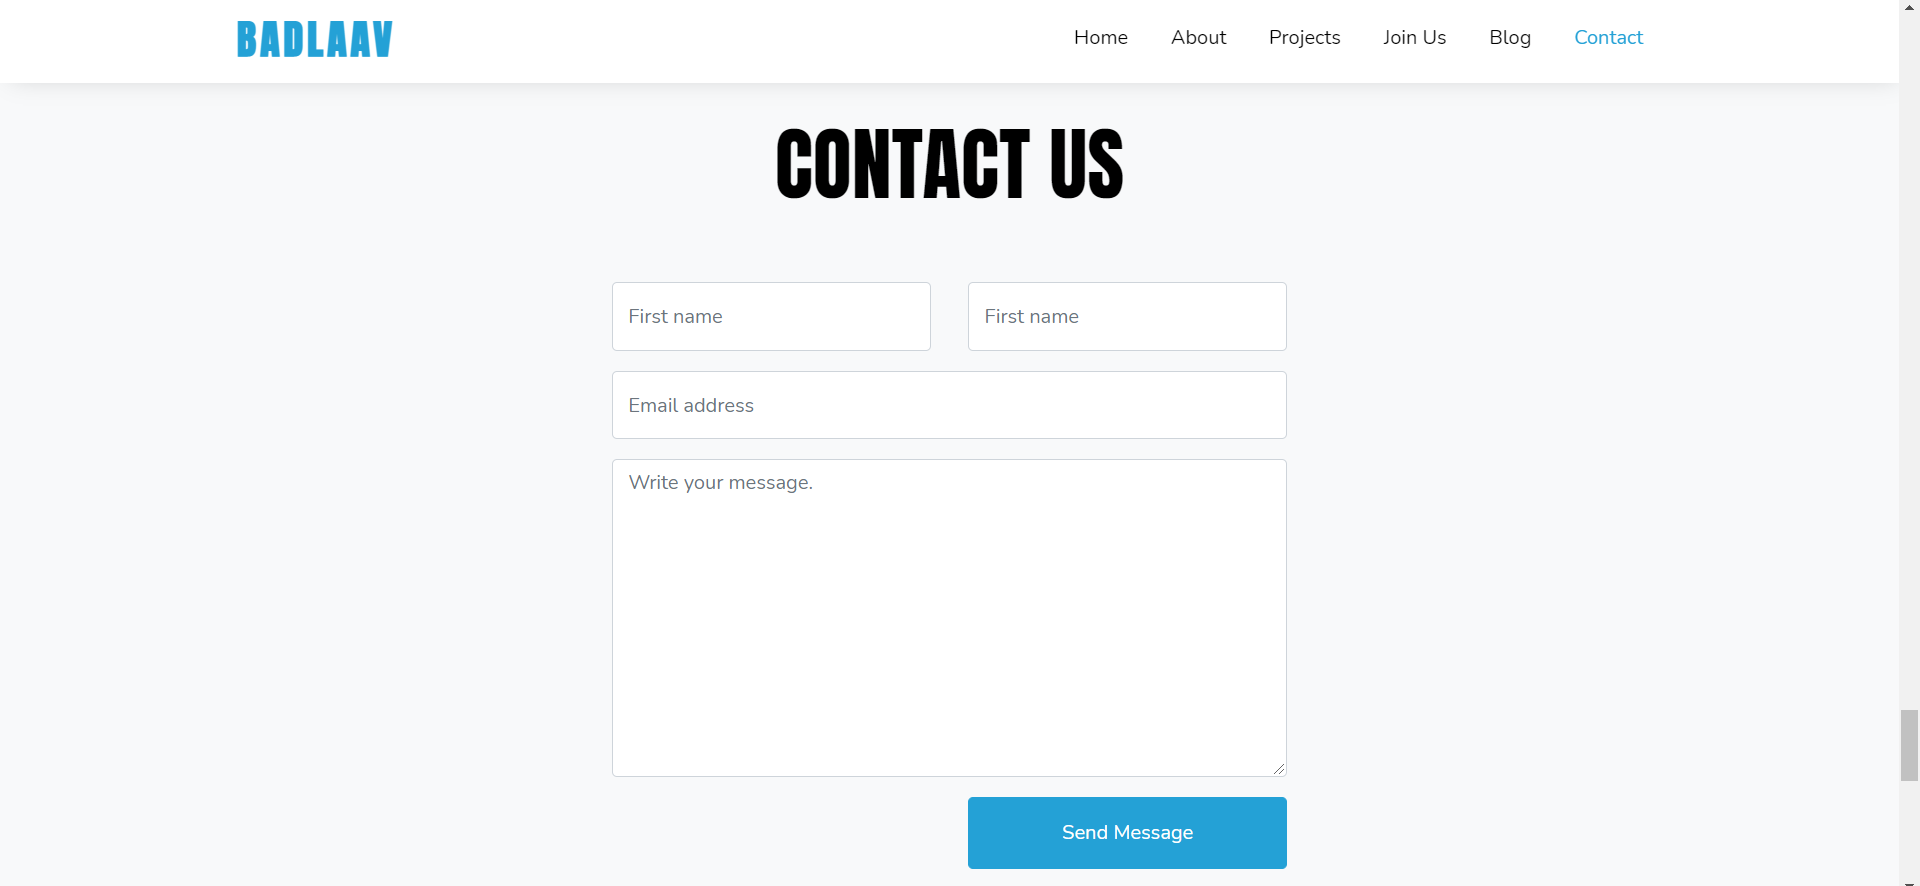 BADLAAV
Home About Projects Join Us Blog Contact
CONTACT US
First name First name
Email address
Write your message.
Send Message